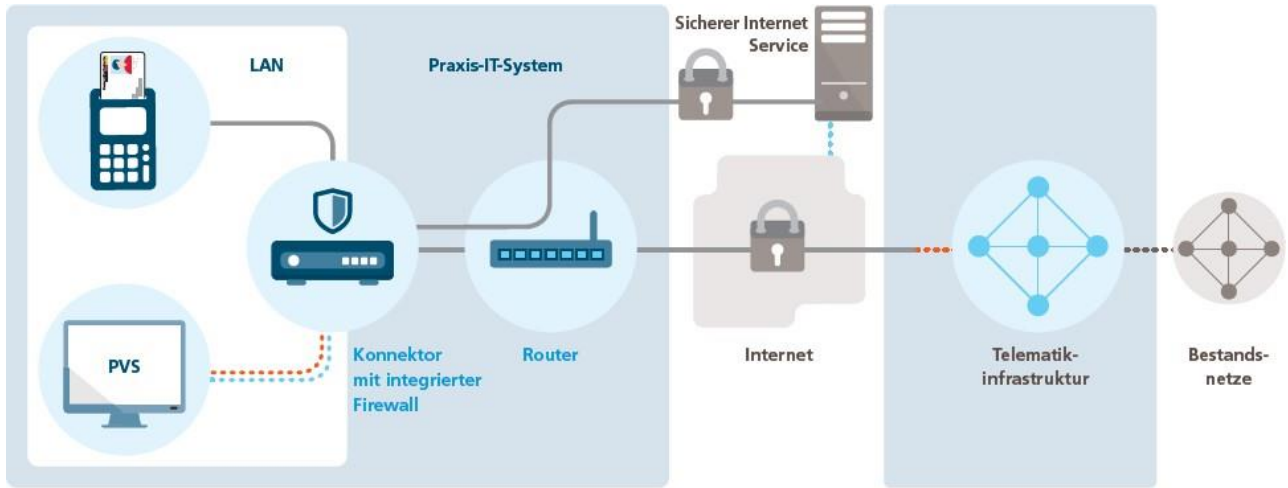 LAN
Praxis-IT-System
Sicherer Internet
Service
PVS
Konnektor
mit integrierter
Firewall
Router
Internet
Telematik-
infrastruktur
Bestands-
netze